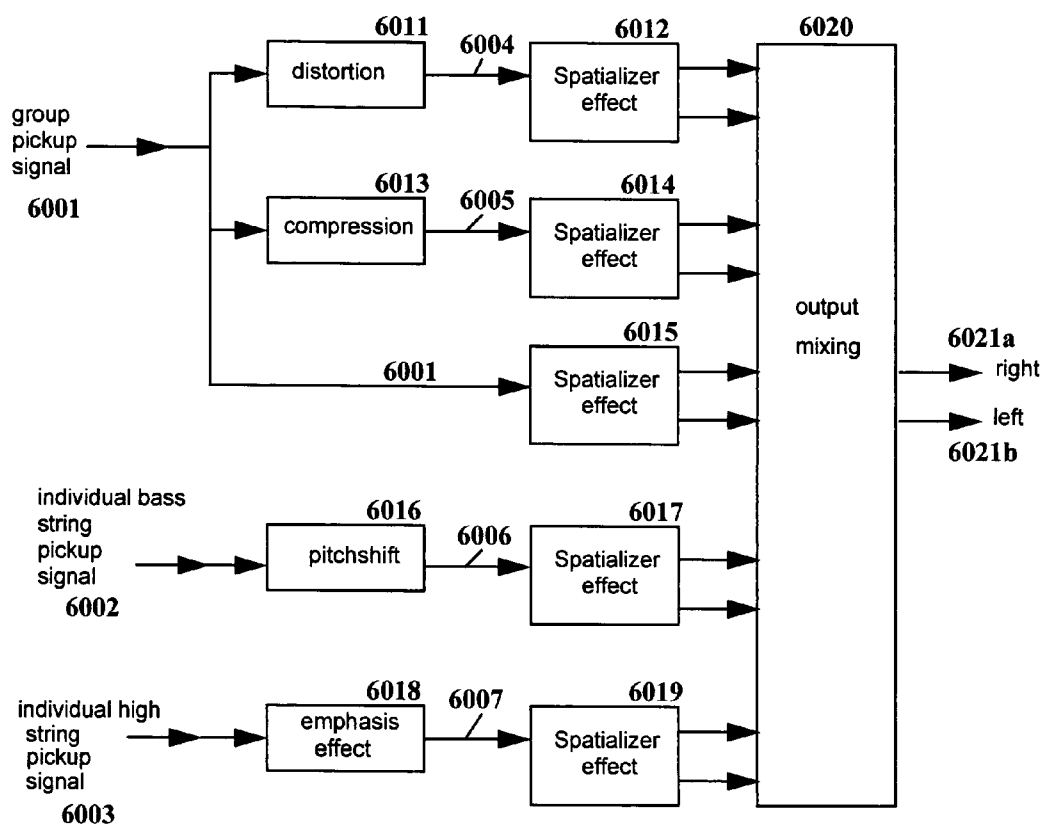 6011
6004
6012
6020
distortion
Spatializer
effect
group
pickup
signal
6001
6013
6005
6014
compression
Spatializer
effect
output
mixing
6015
6001
Spatializer
effect
6021a
right
left
6021b
individual bass
string
pickup
signal
6002
6016
6006
6017
pitchshift
Spatializer
effect
individual high
string
pickup
signal
6003
6018
6007
6019
emphasis
effect
Spatializer
effect